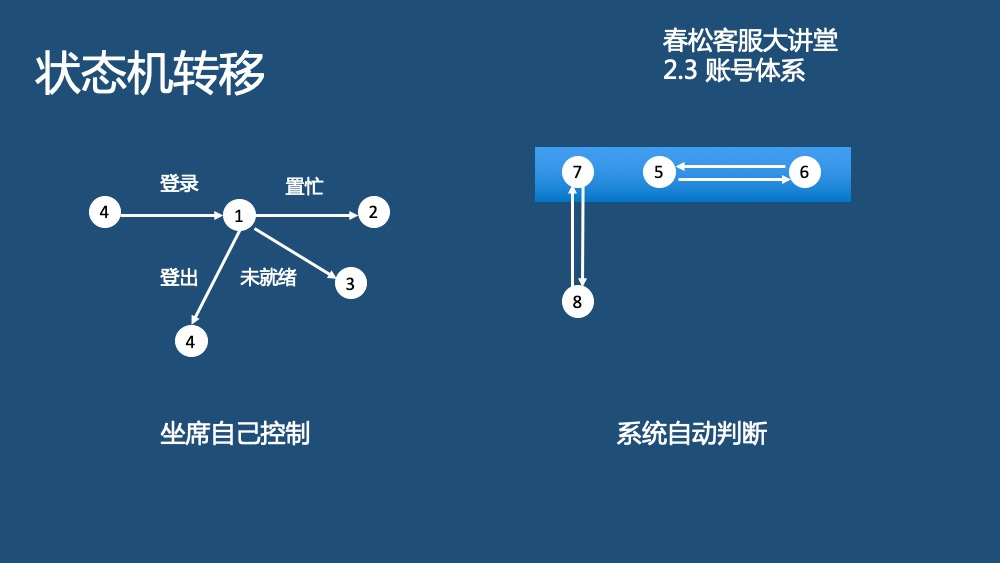 状态机转移
春松客服大讲堂
2.3 账号体系
登录
置忙
4
1
2
登出
未就绪
3
4
7
5
6
8
坐席自己控制
系统自动判断